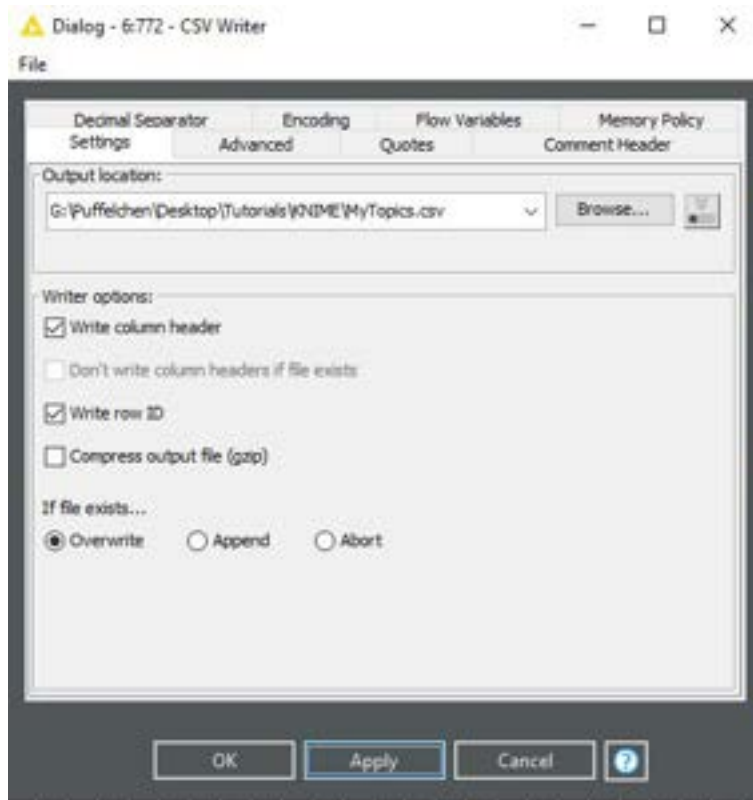 Dialog - 6:772 - CSV Writer
File
Decimal Separator Encoding Flow Variables Memory Policy
Settings Advanced Quotes Comment Header
Output location:
G:\Puffelchen\Desktop\Tutorials\KNIME\MyTopics.csv Browse...
Writer options:
Write column header
Don't write column headers if file exists
Write row ID
Compress output file (gzip)
If file exists...
Overwrite Append Abort
OK Apply Cancel ?